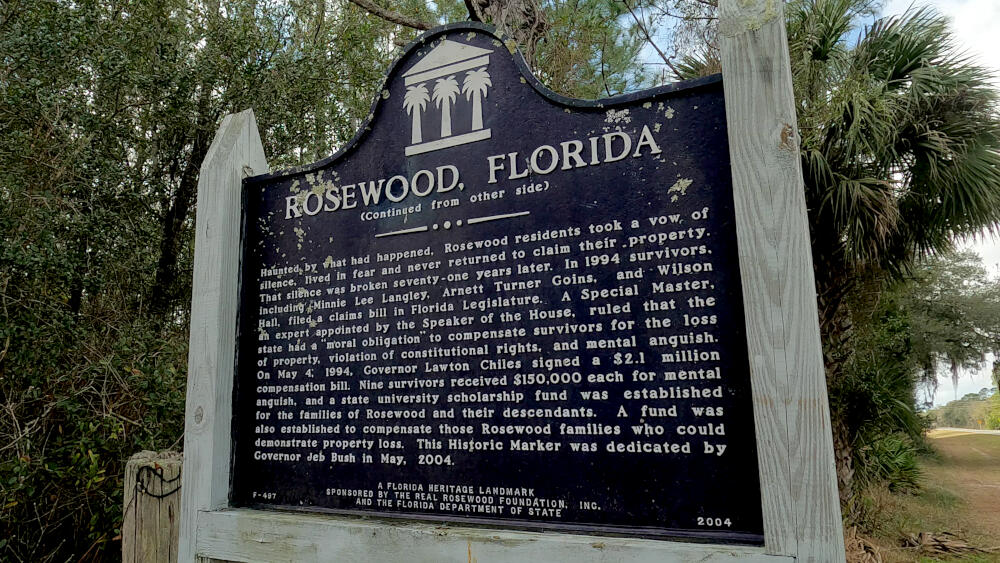 ROSEWOOD, FLORIDA
(Continued from other side)
Haunted by what had happened, Rosewood residents took a vow of
silence, lived in fear and never returned to claim their property.
That silence was broken seventy-one years later. In 1994 survivors,
including Minnie Lee Langley, Arnett Turner Goins, and Wilson
Hall, filed a claims bill in Florida Legislature. A Special Master,
an expert appointed by the Speaker of the House, ruled that the
state had a "moral obligation" to compensate survivors for the loss
of property, violation of constitutional rights, and mental anguish.
On May 4, 1994, Governor Lawton Chiles signed a $2.1 million
compensation bill. Nine survivors received $150,000 each for mental
anguish, and a state university scholarship fund was established
for the families of Rosewood and their descendants. A fund was
also established to compensate those Rosewood families who could
demonstrate property loss. This Historic Marker was dedicated by
Governor Jeb Bush in May, 2004.
A FLORIDA HERITAGE LANDMARK
F-497 SPONSORED BY THE REAL ROSEWOOD FOUNDATION, INC.
AND THE FLORIDA DEPARTMENT OF STATE
2004